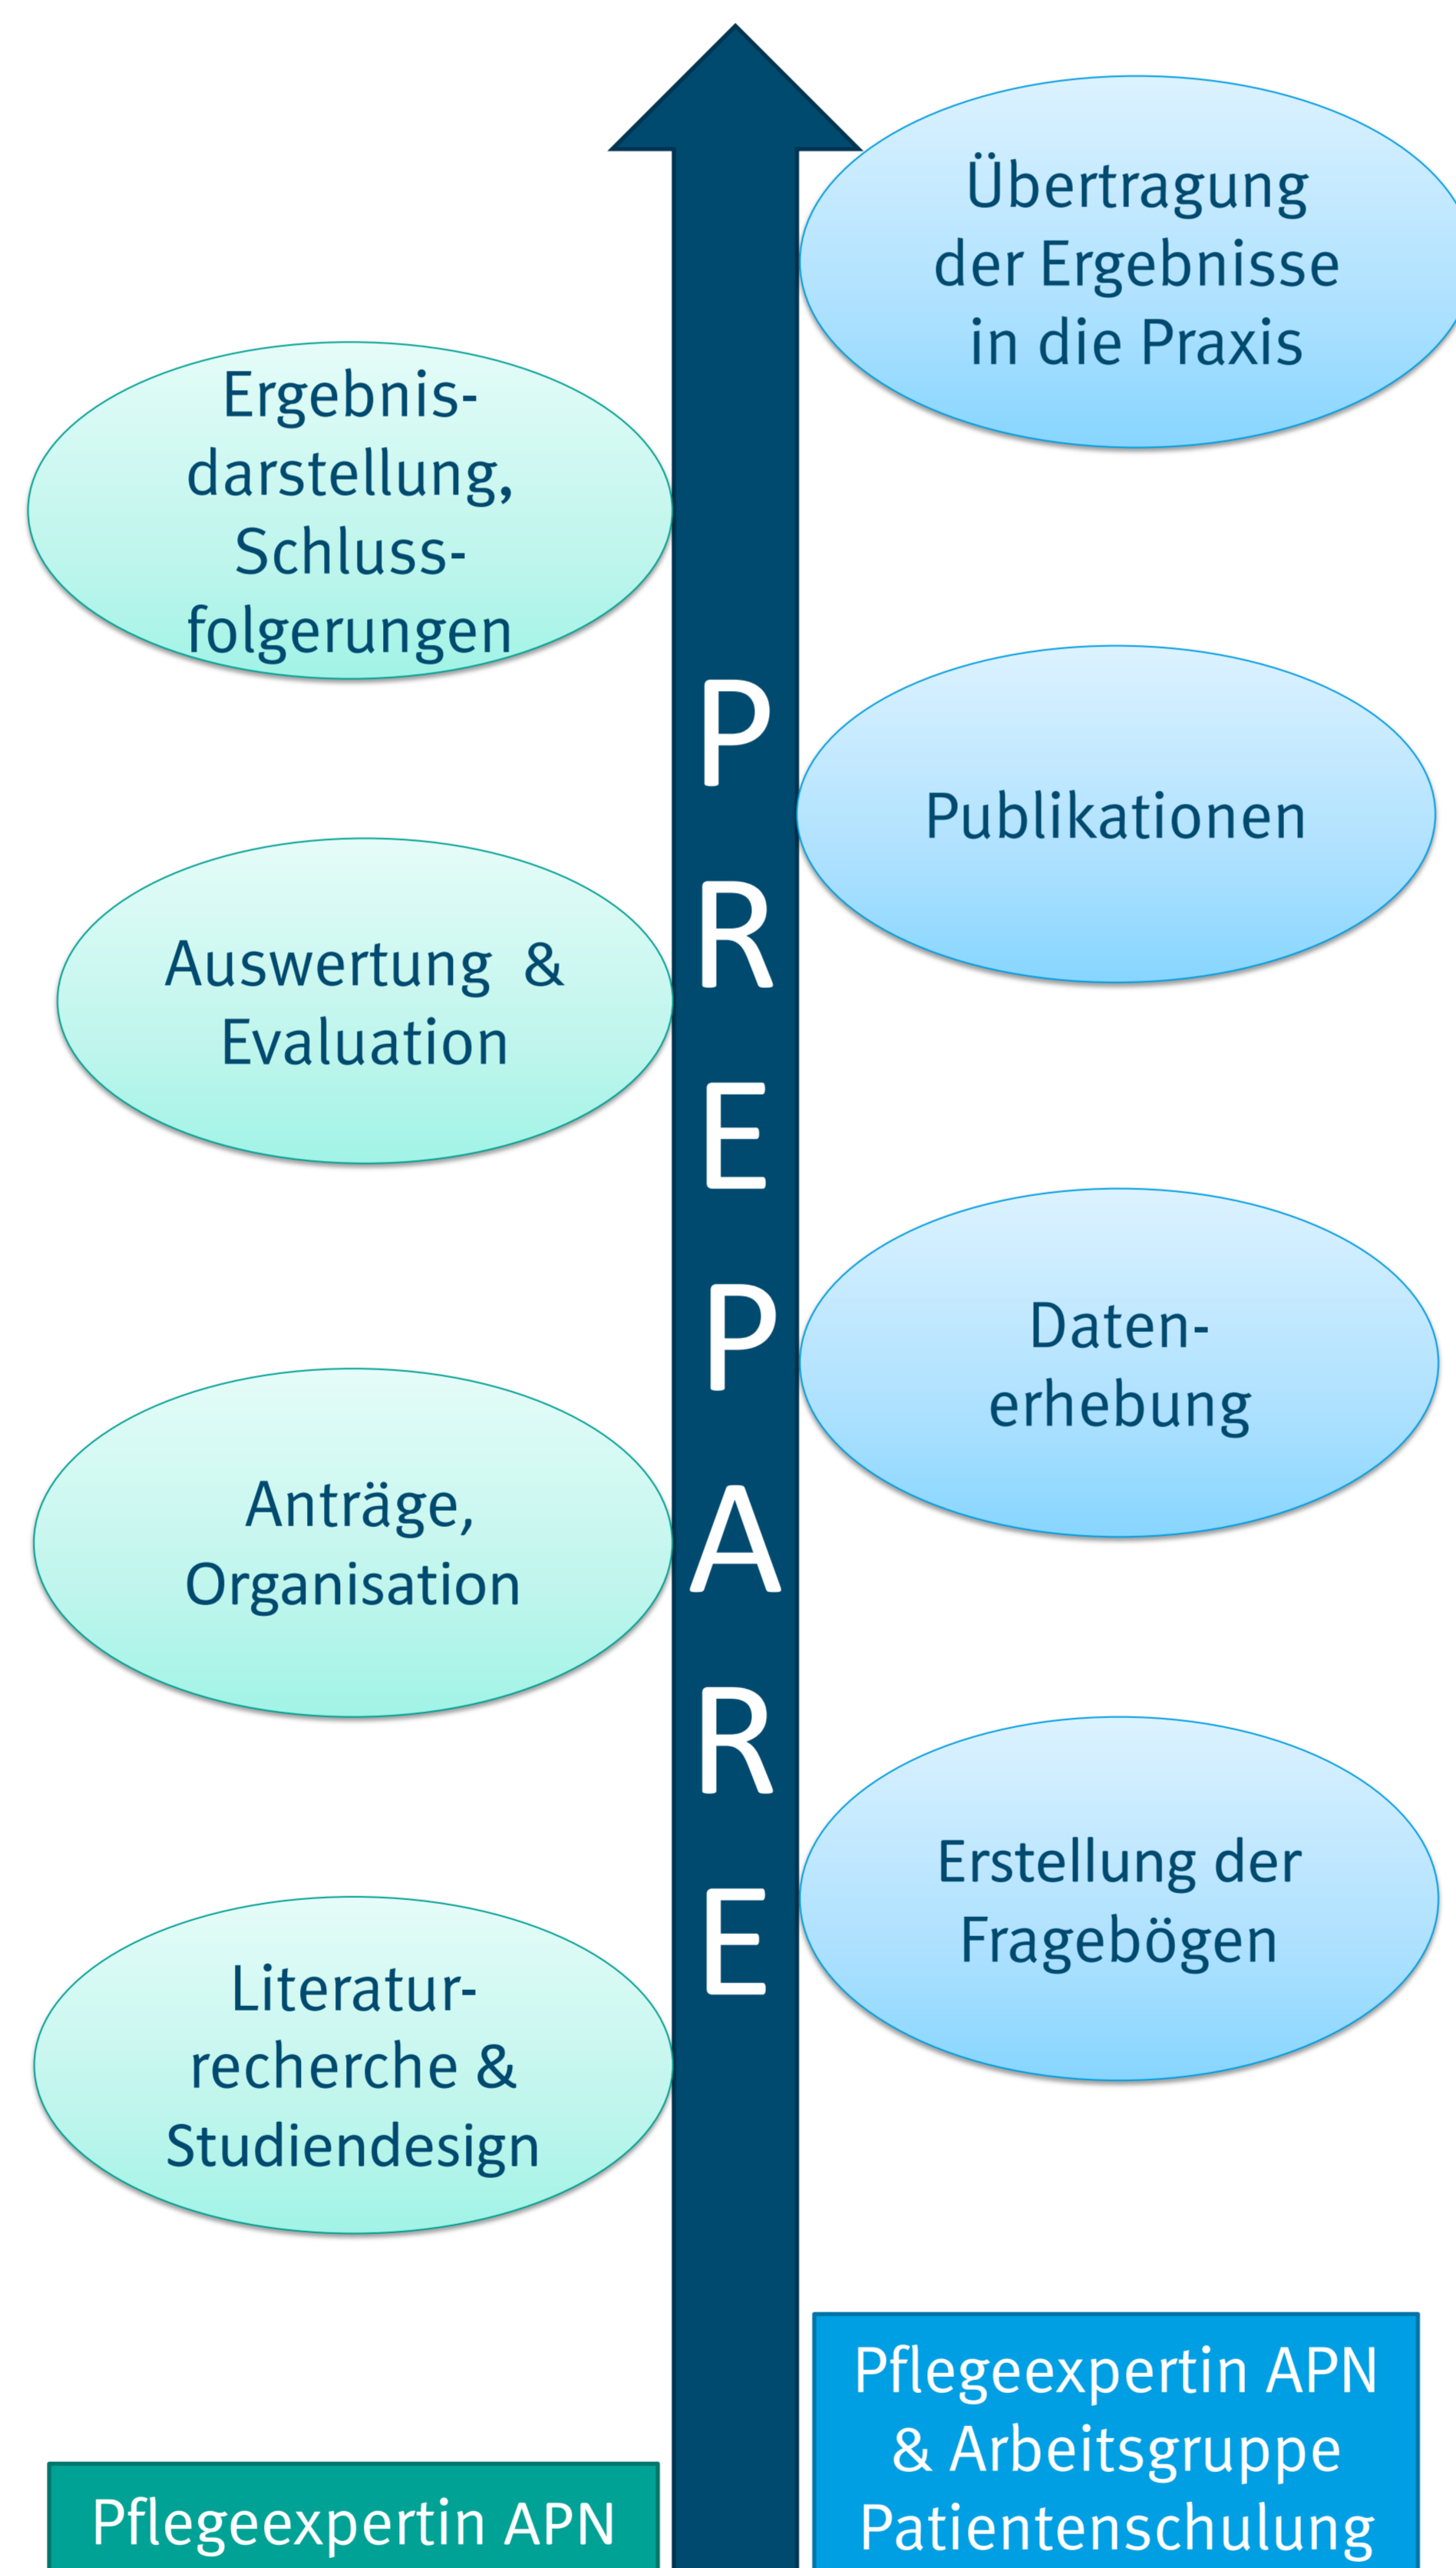 Übertragung
der Ergebnisse
in die Praxis
Ergebnis-
darstellung,
Schluss-
folgerungen
Publikationen
Auswertung &
Evaluation
Daten-
erhebung
Anträge,
Organisation
Erstellung der
Fragebögen
Literatur-
recherche &
Studiendesign
P
R
E
P
A
R
E
Pflegeexpertin APN
Pflegeexpertin APN
& Arbeitsgruppe
Patientenschulung